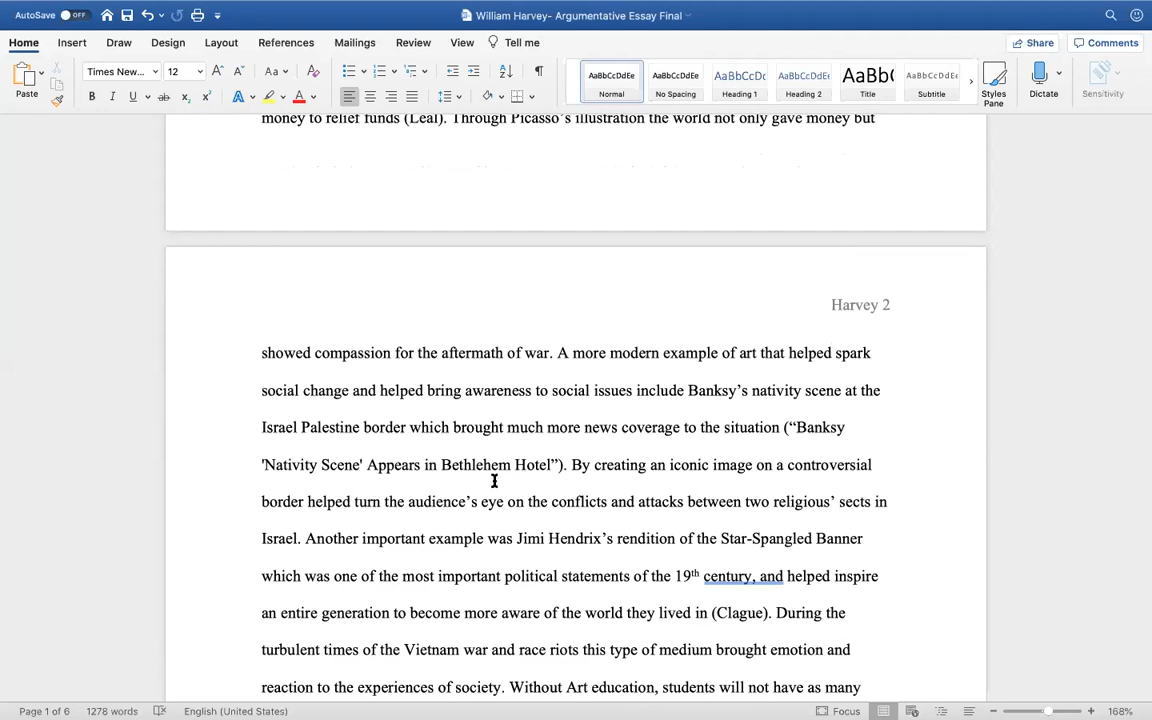 AutoSave OFF William Harvey- Argumentative Essay Final
Home Insert Draw Design Layout References Mailings Review View Tell me Share Comments
Paste Times New... 12 Aa AaBbCcDdEe AaBbCcDdEe AaBbCcDc AaBbCcDdEe AaBbC AaBbCcDdEe Styles Pane Dictate Sensitivity
B I U ab x2 x2 A A Normal No Spacing Heading 1 Heading 2 Title Subtitle
money to relief funds (Leal). Through Picasso’s illustration the world not only gave money but
Harvey 2
showed compassion for the aftermath of war. A more modern example of art that helped spark
social change and helped bring awareness to social issues include Banksy’s nativity scene at the
Israel Palestine border which brought much more news coverage to the situation (“Banksy
'Nativity Scene' Appears in Bethlehem Hotel”). By creating an iconic image on a controversial
border helped turn the audience’s eye on the conflicts and attacks between two religious’ sects in
Israel. Another important example was Jimi Hendrix’s rendition of the Star-Spangled Banner
which was one of the most important political statements of the 19th century, and helped inspire
an entire generation to become more aware of the world they lived in (Clague). During the
turbulent times of the Vietnam war and race riots this type of medium brought emotion and
reaction to the experiences of society. Without Art education, students will not have as many
Page 1 of 6 1278 words English (United States) Focus 168%